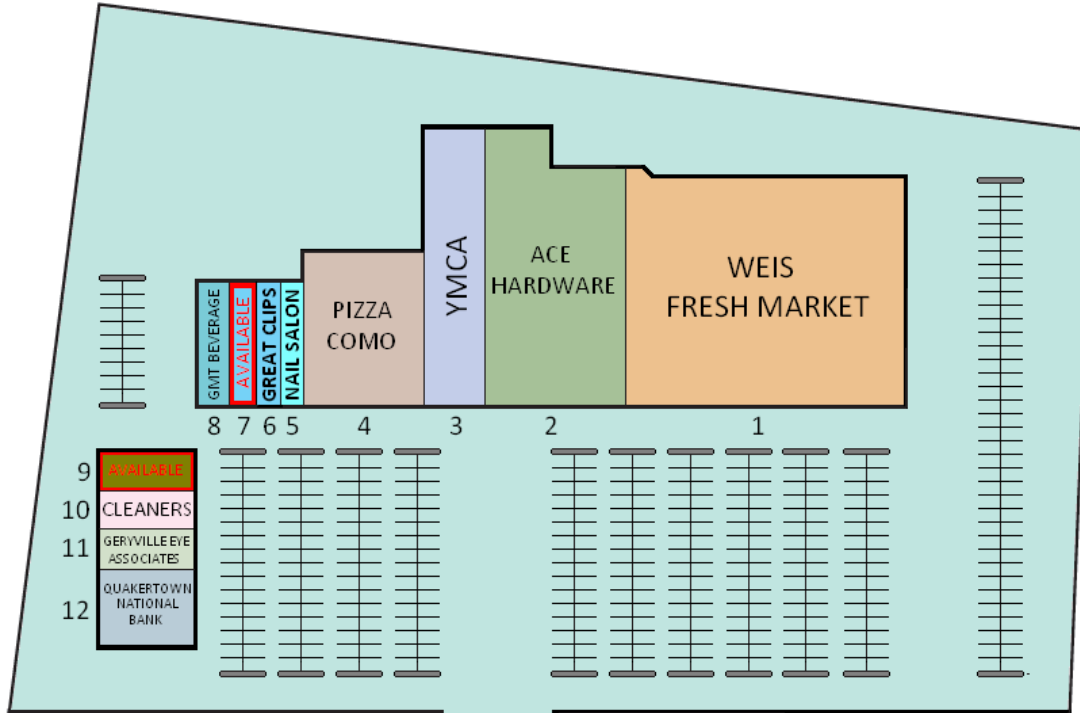 YMCA
ACE
HARDWARE
WEIS
FRESH MARKET
GMT BEVERAGE
AVAILABLE
GREAT CLIPS
NAIL SALON
PIZZA
COMO
8
7
6
5
4
3
2
1
9
AVAILABLE
10
CLEANERS
11
GERYVILLE EYE
ASSOCIATES
12
QUAKERTOWN
NATIONAL
BANK